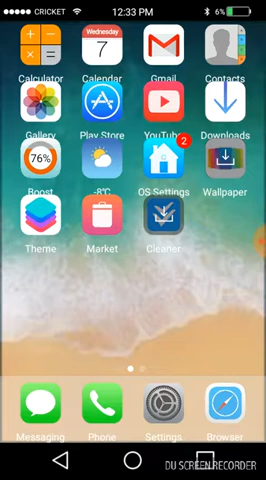 CRICKET 12:33 PM 6%
Wednesday
7
Calculator Calendar Gmail Contacts
Gallery Play Store YouTube Downloads
76% 2
Boost -8°C OS Settings Wallpaper
Theme Market Cleaner
Messaging Phone Settings Browser
DU SCREEN RECORDER